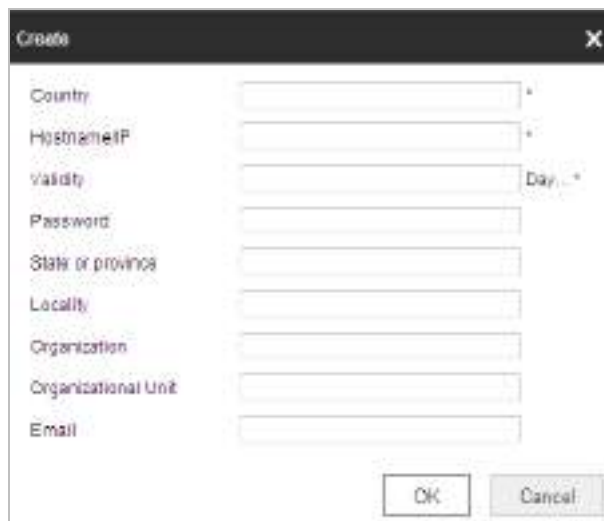 Create X
Country *
Hostname/IP *
Validity Day... *
Password
State or province
Locality
Organization
Organizational Unit
Email
OK Cancel